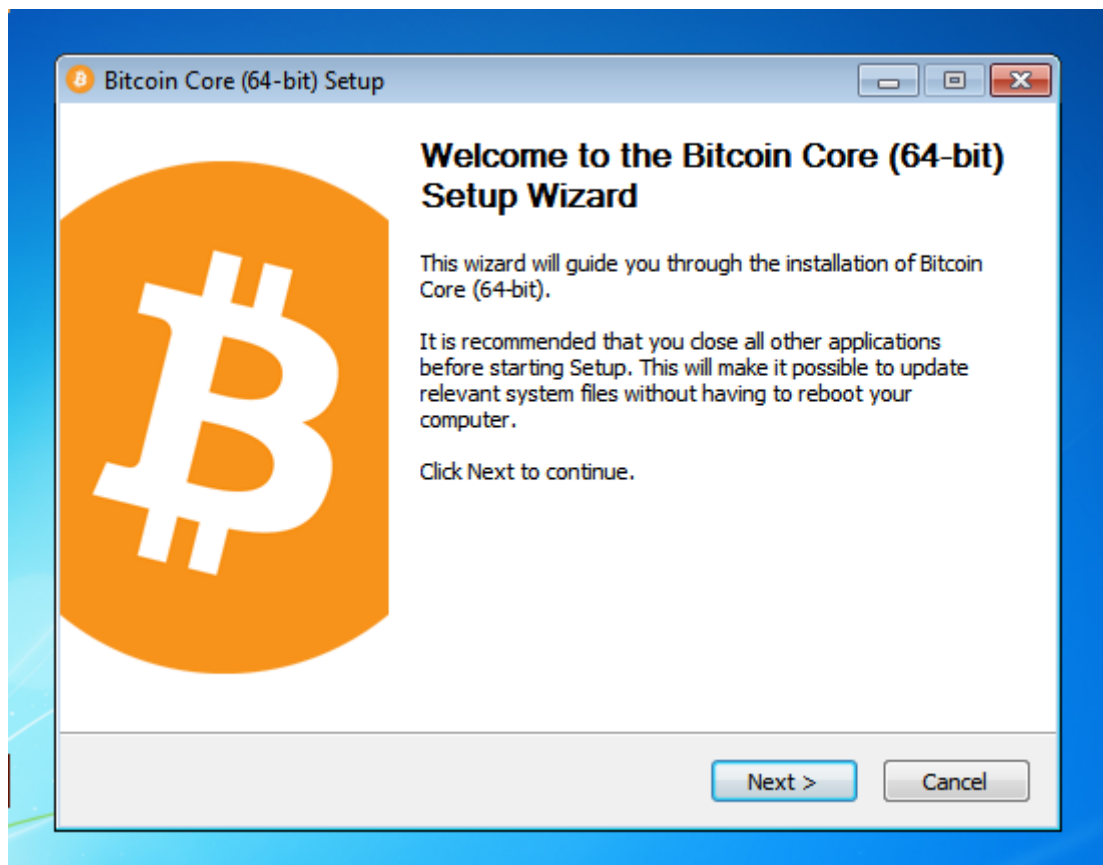 Bitcoin Core (64-bit) Setup
Welcome to the Bitcoin Core (64-bit)
Setup Wizard
This wizard will guide you through the installation of Bitcoin
Core (64-bit).
It is recommended that you close all other applications
before starting Setup. This will make it possible to update
relevant system files without having to reboot your
computer.
Click Next to continue.
Next >
Cancel